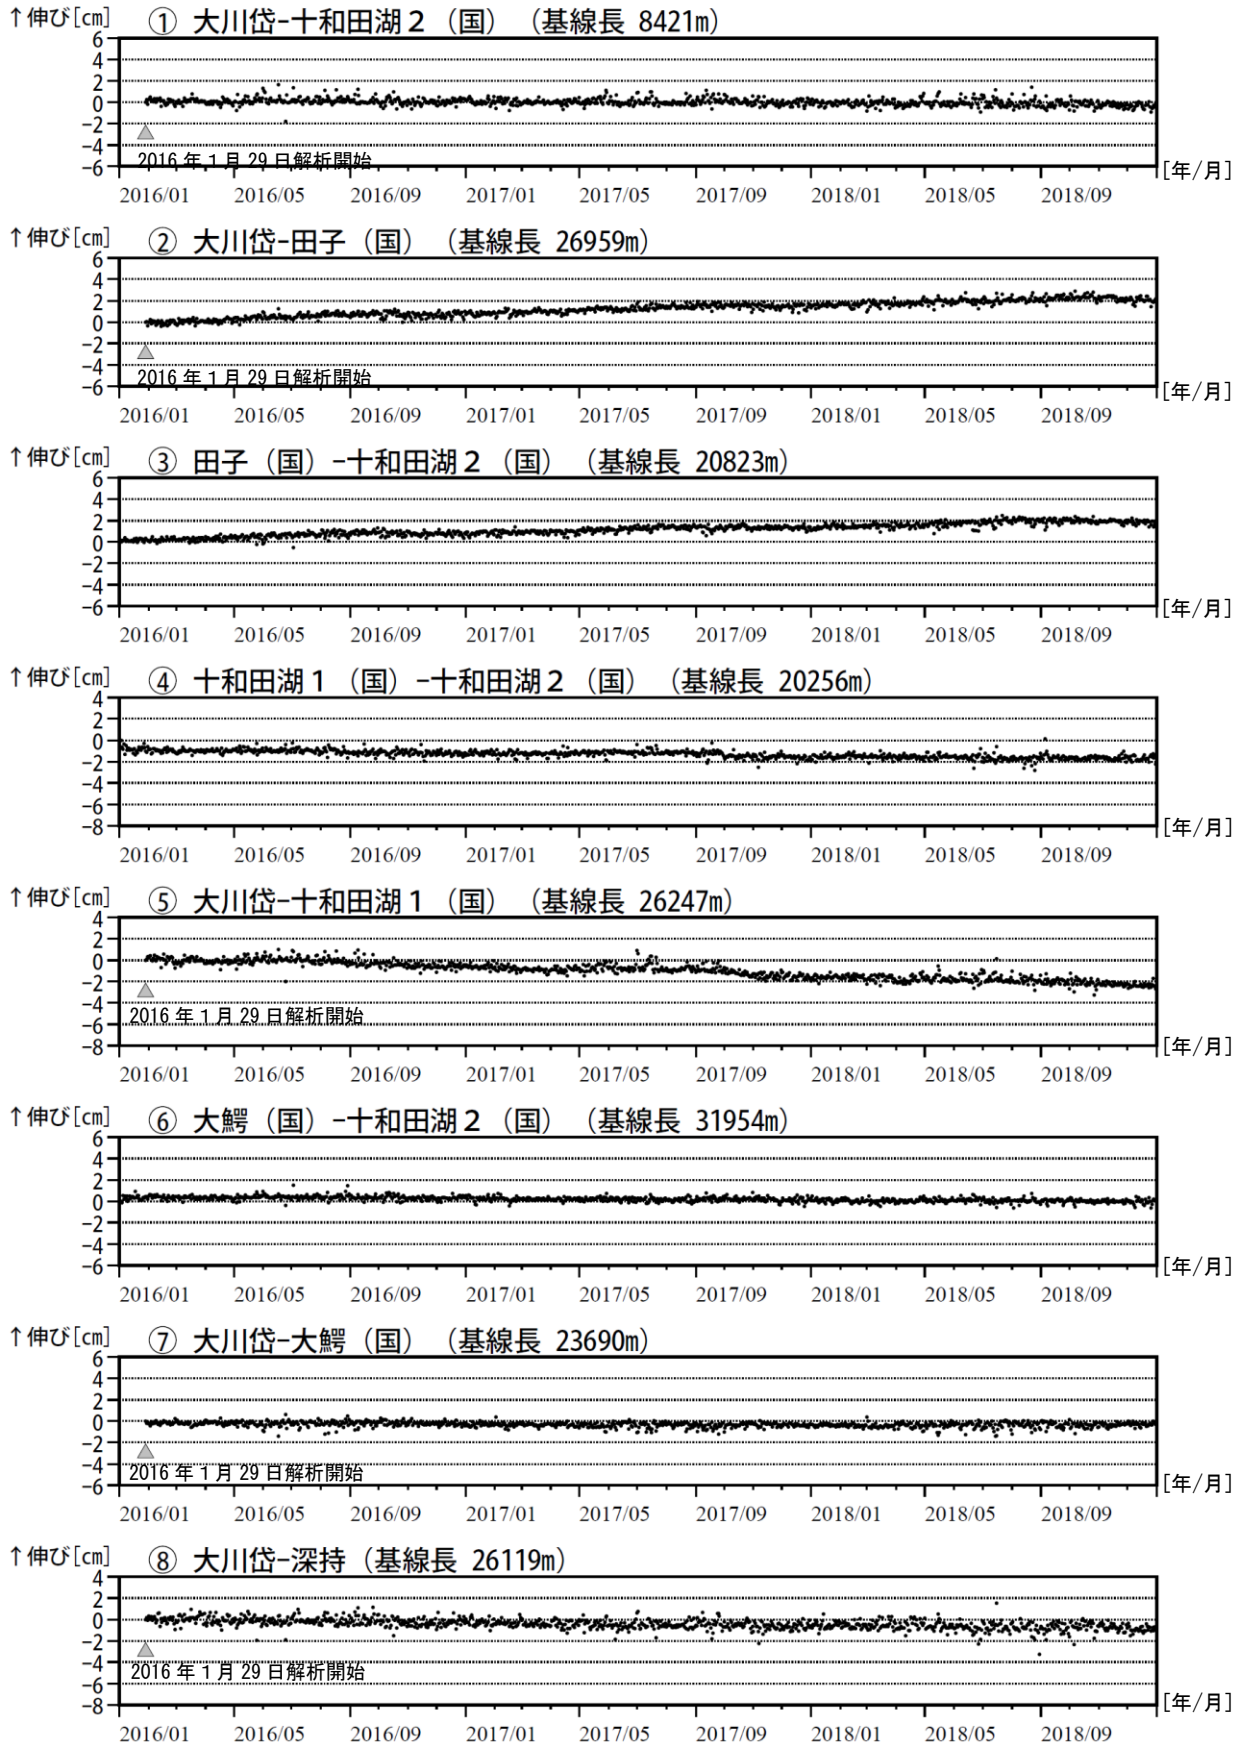 ↑伸び[cm] ① 大川岱−十和田湖2（国）（基線長 8421m）
6
4
2
0
−2
−4
−6
2016年1月29日解析開始
[年/月]
2016/01 2016/05 2016/09 2017/01 2017/05 2017/09 2018/01 2018/05 2018/09
↑伸び[cm] ② 大川岱−田子（国）（基線長 26959m）
6
4
2
0
−2
−4
−6
2016年1月29日解析開始
[年/月]
2016/01 2016/05 2016/09 2017/01 2017/05 2017/09 2018/01 2018/05 2018/09
↑伸び[cm] ③ 田子（国）−十和田湖2（国）（基線長 20823m）
6
4
2
0
−2
−4
−6
[年/月]
2016/01 2016/05 2016/09 2017/01 2017/05 2017/09 2018/01 2018/05 2018/09
↑伸び[cm] ④ 十和田湖1（国）−十和田湖2（国）（基線長 20256m）
4
2
0
−2
−4
−6
−8
[年/月]
2016/01 2016/05 2016/09 2017/01 2017/05 2017/09 2018/01 2018/05 2018/09
↑伸び[cm] ⑤ 大川岱−十和田湖1（国）（基線長 26247m）
4
2
0
−2
−4
−6
−8
2016年1月29日解析開始
[年/月]
2016/01 2016/05 2016/09 2017/01 2017/05 2017/09 2018/01 2018/05 2018/09
↑伸び[cm] ⑥ 大鰐（国）−十和田湖2（国）（基線長 31954m）
6
4
2
0
−2
−4
−6
[年/月]
2016/01 2016/05 2016/09 2017/01 2017/05 2017/09 2018/01 2018/05 2018/09
↑伸び[cm] ⑦ 大川岱−大鰐（国）（基線長 23690m）
6
4
2
0
−2
−4
−6
2016年1月29日解析開始
[年/月]
2016/01 2016/05 2016/09 2017/01 2017/05 2017/09 2018/01 2018/05 2018/09
↑伸び[cm] ⑧ 大川岱−深持（基線長 26119m）
4
2
0
−2
−4
−6
−8
2016年1月29日解析開始
[年/月]
2016/01 2016/05 2016/09 2017/01 2017/05 2017/09 2018/01 2018/05 2018/09